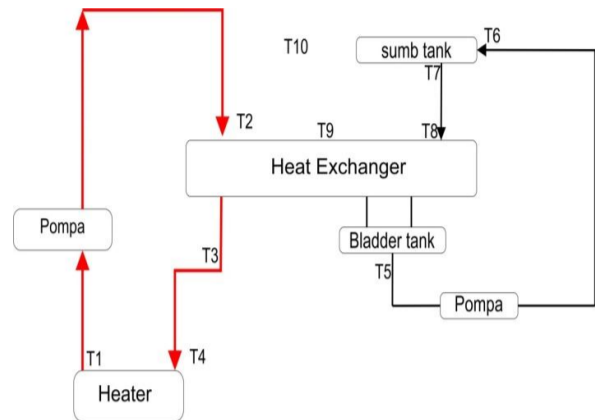 T10
sumb tank
T6
T7
T2
T9
T8
Heat Exchanger
Pompa
Bladder tank
T3
T5
Pompa
T1
T4
Heater